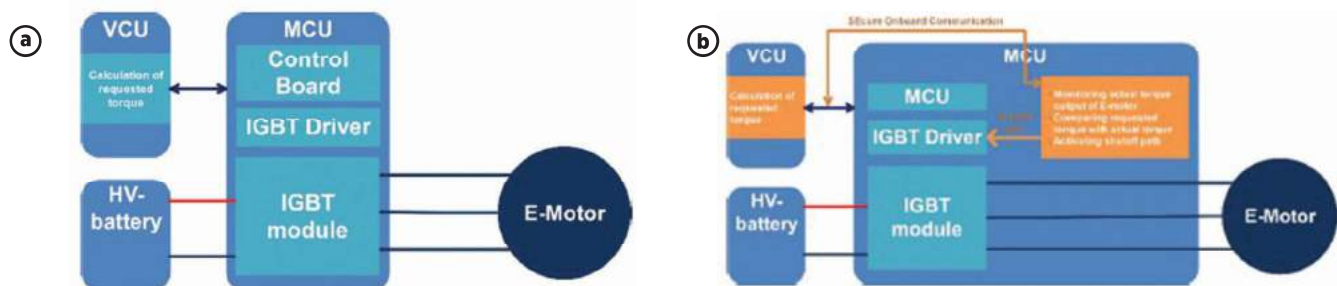 a
VCU
Calculation of
requested
torque
MCU
Control
Board
IGBT Driver
IGBT
module
HV-
battery
E-Motor
b
SEcure Onboard Communication
VCU
Calculation of
requested
torque
MCU
MCU
IGBT Driver
Monitoring actual torque
output of E-motor
Comparing requested
torque with actual torque
Activating shutoff path
IGBT
module
HV-
battery
E-Motor